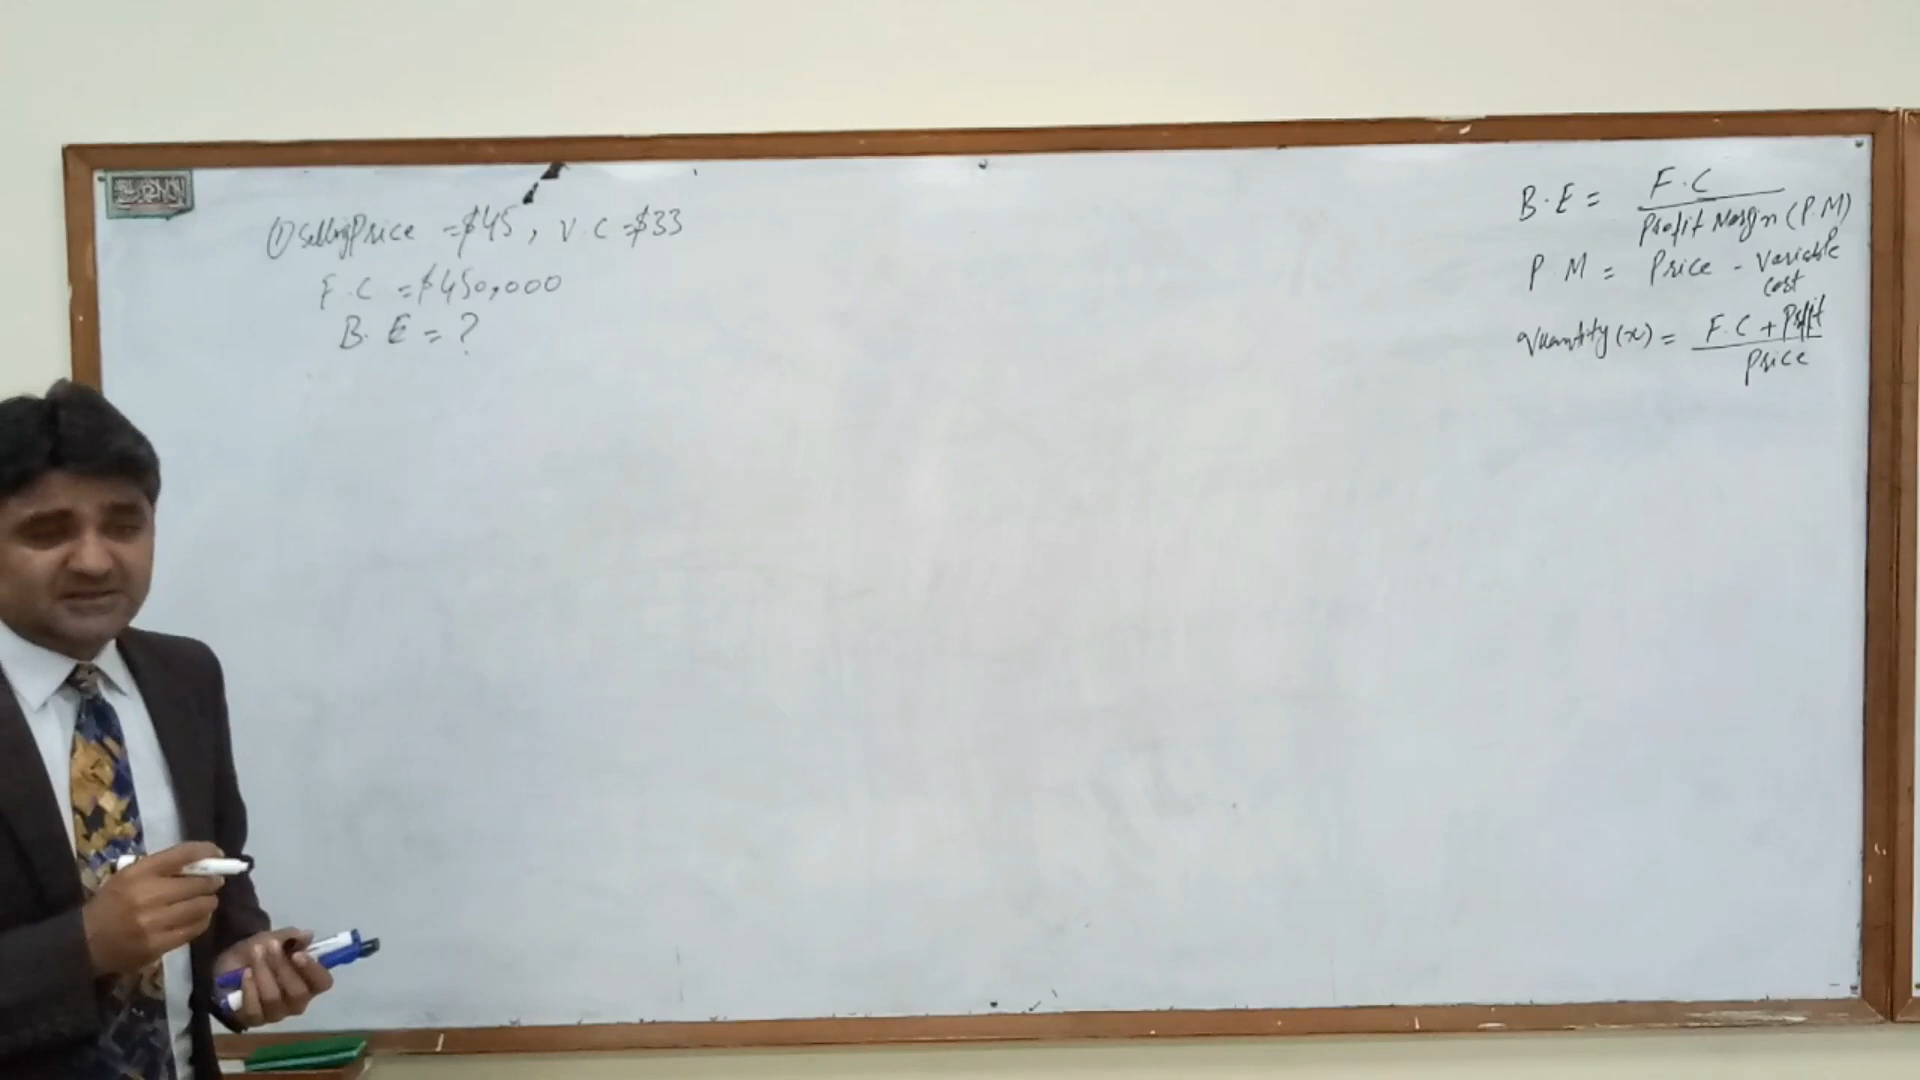 ① Selling Price = $45, V.C = $33
F.C = $450,000
B.E = ?
B.E = F.C
Profit Margin (P.M)
P M = Price - Variable
cost
Quantity (x) = F.C + Profit
Price